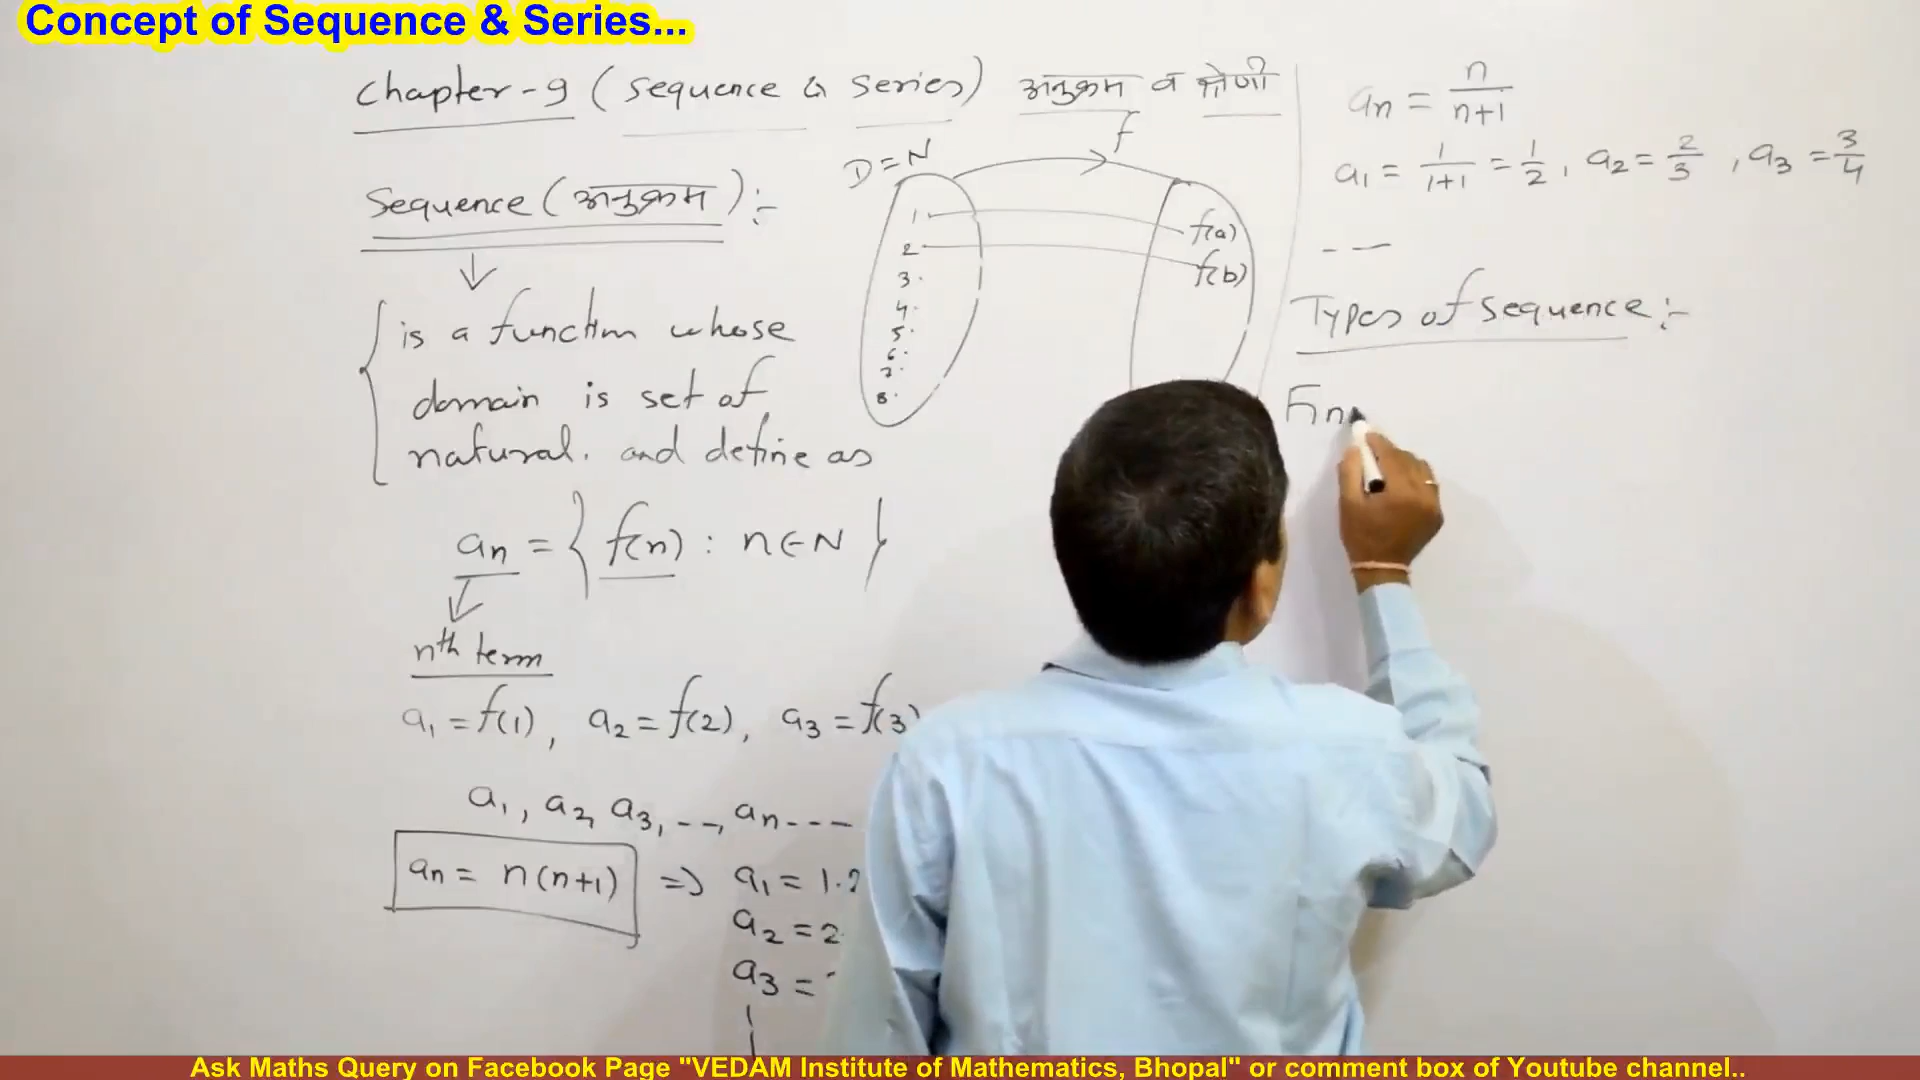 Concept of Sequence & Series...
Chapter-9 (Sequence & Series) अनुक्रम व श्रेणी
Sequence (अनुक्रम) :-
is a function whose
domain is set of
natural. and define as
an = { f(n) : n∈N }
nth term
a1 = f(1), a2 = f(2), a3 = f(3)
a1, a2, a3, --, an ---
an = n(n+1) => a1 = 1.2
a2 = 2
a3 =
D=N
f
1
2
3.
4.
5.
6.
7.
8.
f(a)
f(b)
an = n/n+1
a1 = 1/1+1 = 1/2, a2 = 2/3, a3 = 3/4
- —
Types of sequence :-
Fin
Ask Maths Query on Facebook Page "VEDAM Institute of Mathematics, Bhopal" or comment box of Youtube channel..